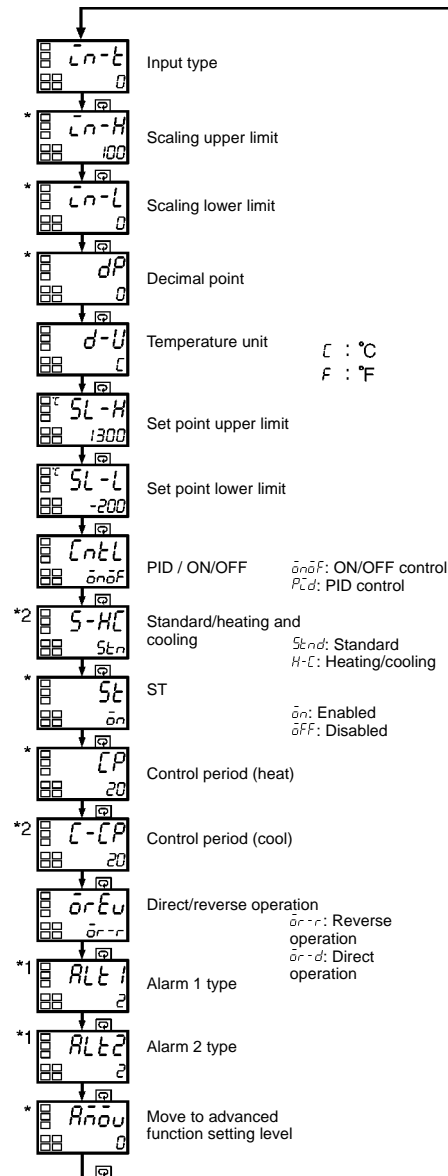 in-t
0
Input type
*
in-H
100
Scaling upper limit
*
in-L
0
Scaling lower limit
*
dP
0
Decimal point
d-U
C
Temperature unit
C : °C
F : °F
°C
SL-H
1300
Set point upper limit
°C
SL-L
-200
Set point lower limit
CntL
onoF
PID / ON/OFF
onoF: ON/OFF control
Pid: PID control
*2
S-HC
Stn
Standard/heating and
cooling
Stnd: Standard
H-C: Heating/cooling
*
St
on
ST
on: Enabled
oFF: Disabled
*
CP
20
Control period (heat)
*2
C-CP
20
Control period (cool)
orEv
or-r
Direct/reverse operation
or-r: Reverse
operation
or-d: Direct
operation
*1
ALt1
2
Alarm 1 type
*1
ALt2
2
Alarm 2 type
*
Amov
0
Move to advanced
function setting level